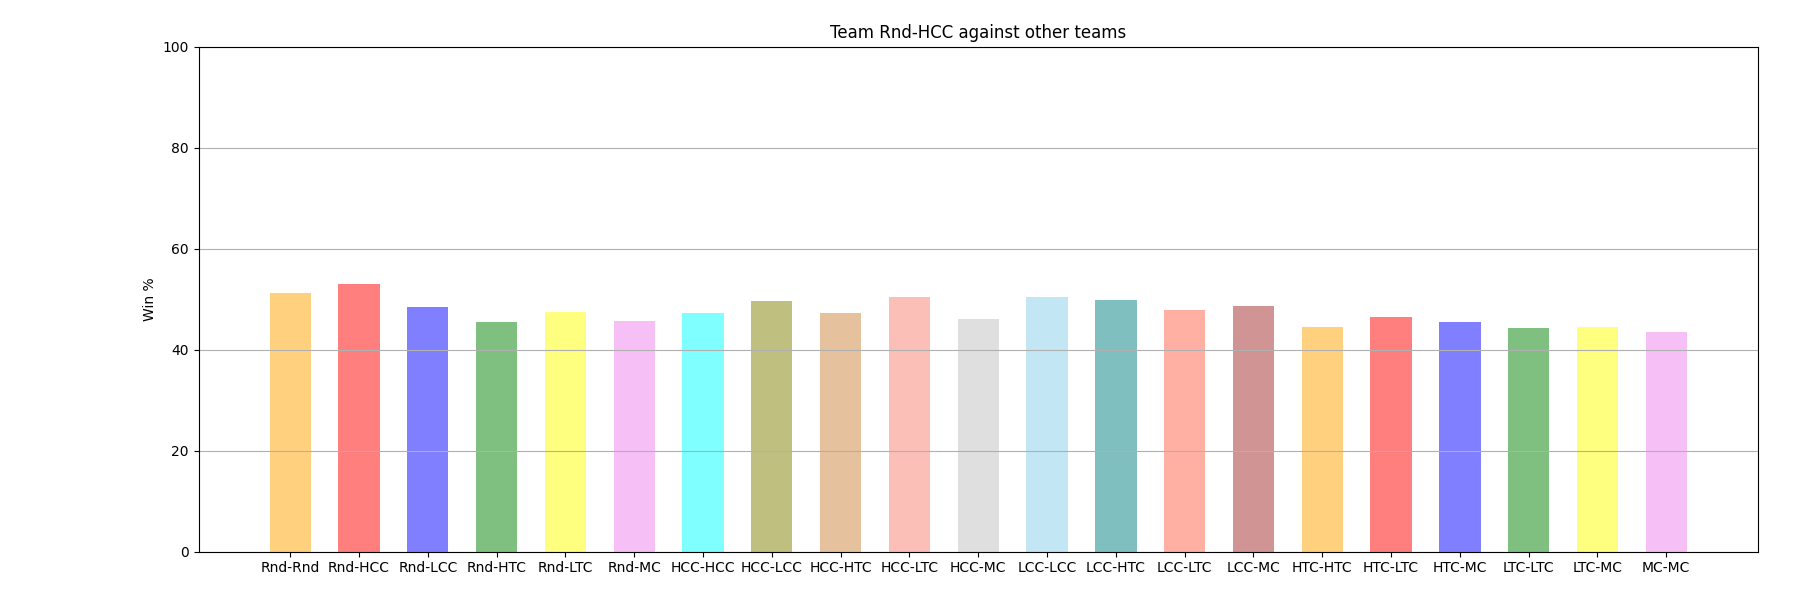 Team Rnd-HCC against other teams
100
80
60
40
20
0
Win %
Rnd-Rnd Rnd-HCC Rnd-LCC Rnd-HTC Rnd-LTC Rnd-MC HCC-HCC HCC-LCC HCC-HTC HCC-LTC HCC-MC LCC-LCC LCC-HTC LCC-LTC LCC-MC HTC-HTC HTC-LTC HTC-MC LTC-LTC LTC-MC MC-MC